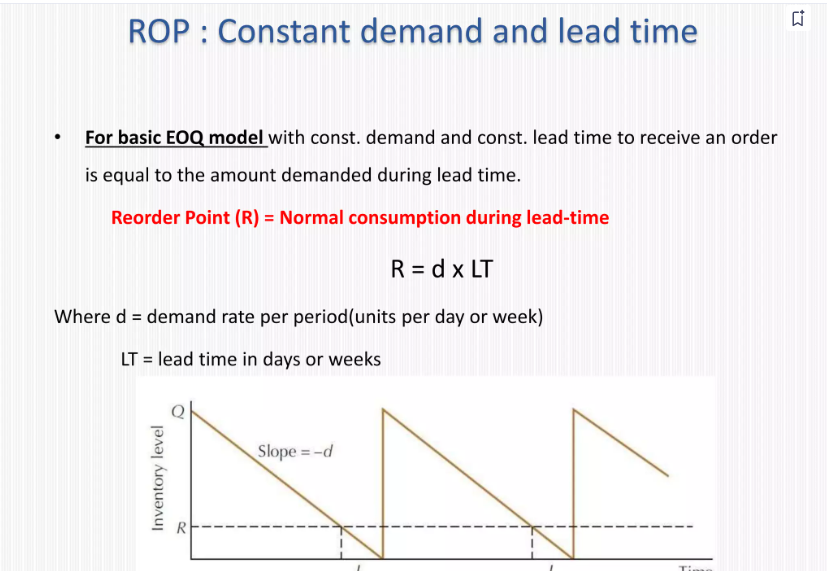 ROP : Constant demand and lead time
• For basic EOQ model with const. demand and const. lead time to receive an order
is equal to the amount demanded during lead time.
Reorder Point (R) = Normal consumption during lead-time
R = d x LT
Where d = demand rate per period(units per day or week)
LT = lead time in days or weeks
Q
Slope = –d
Inventory level
R